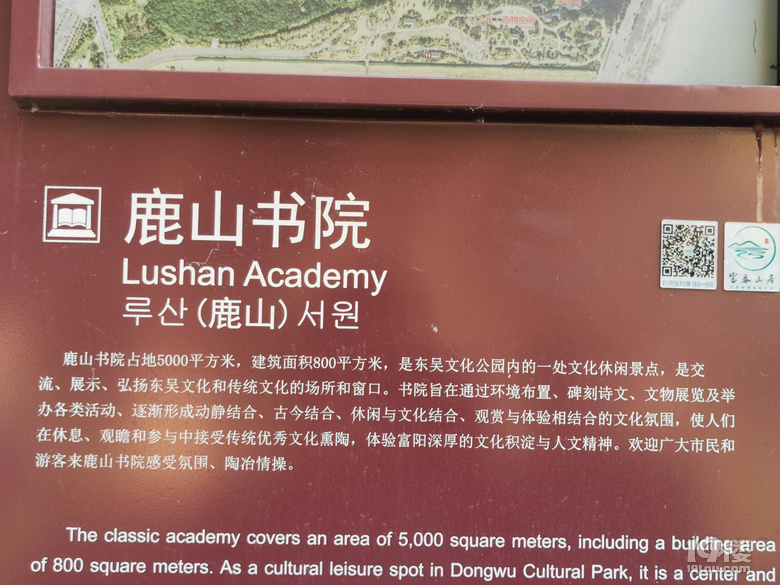 鹿山书院
Lushan Academy
루산(鹿山)서원
富春山居
鹿山书院占地5000平方米，建筑面积800平方米，是东吴文化公园内的一处文化休闲景点，是交
流、展示、弘扬东吴文化和传统文化的场所和窗口。书院旨在通过环境布置、碑刻诗文、文物展览及举
办各类活动、逐渐形成动静结合、古今结合、休闲与文化结合、观赏与体验相结合的文化氛围，使人们
在休息、观瞻和参与中接受传统优秀文化熏陶，体验富阳深厚的文化积淀与人文精神。欢迎广大市民和
游客来鹿山书院感受氛围、陶冶情操。
The classic academy covers an area of 5,000 square meters, including a building area
of 800 square meters. As a cultural leisure spot in Dongwu Cultural Park, it is a center and
19楼
19lou.com